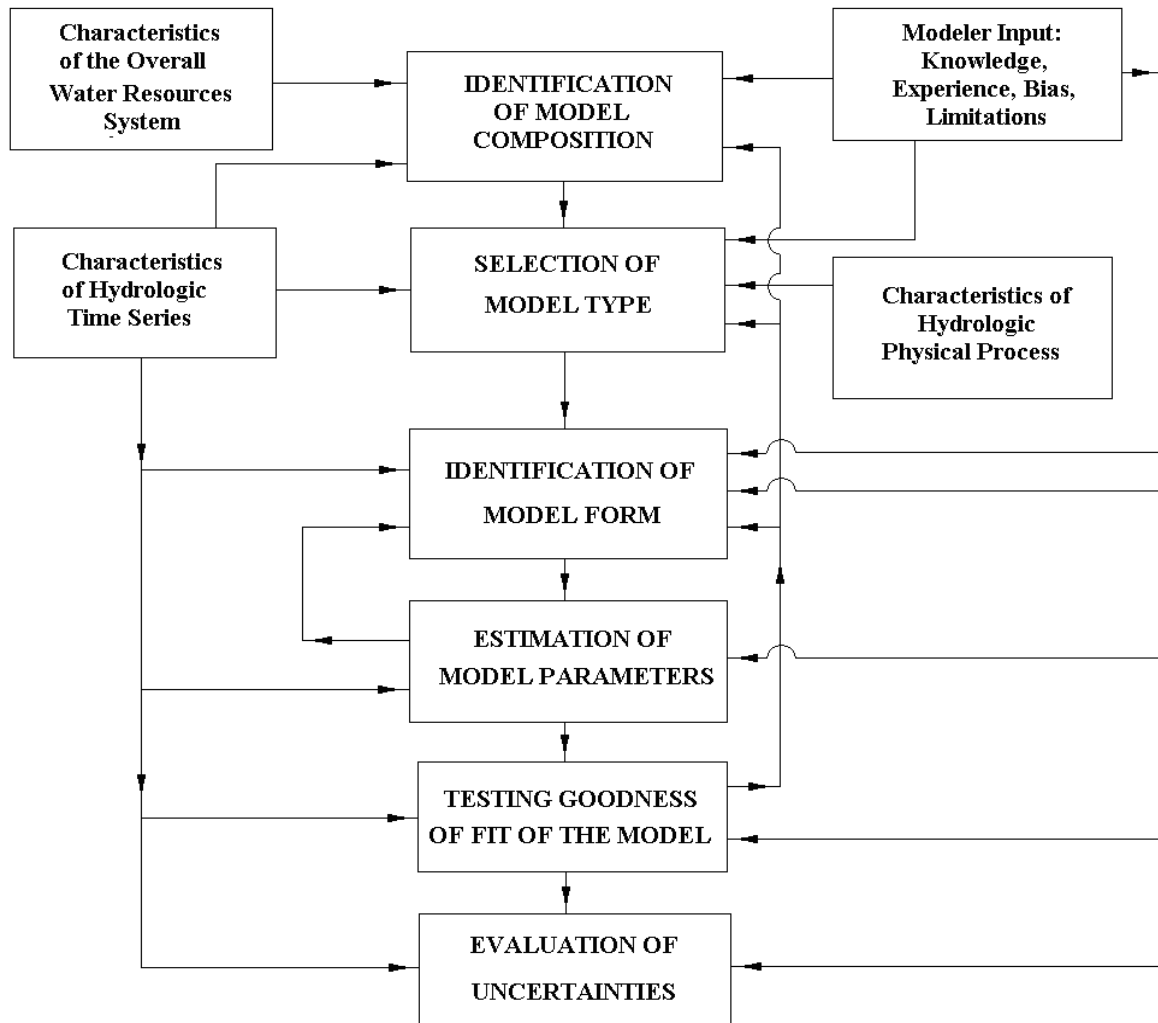 Characteristics
of the Overall
Water Resources
System
IDENTIFICATION
OF MODEL
COMPOSITION
Modeler Input:
Knowledge,
Experience, Bias,
Limitations
Characteristics
of Hydrologic
Time Series
SELECTION OF
MODEL TYPE
Characteristics of
Hydrologic
Physical Process
IDENTIFICATION OF
MODEL FORM
ESTIMATION OF
MODEL PARAMETERS
TESTING GOODNESS
OF FIT OF THE MODEL
EVALUATION OF
UNCERTAINTIES